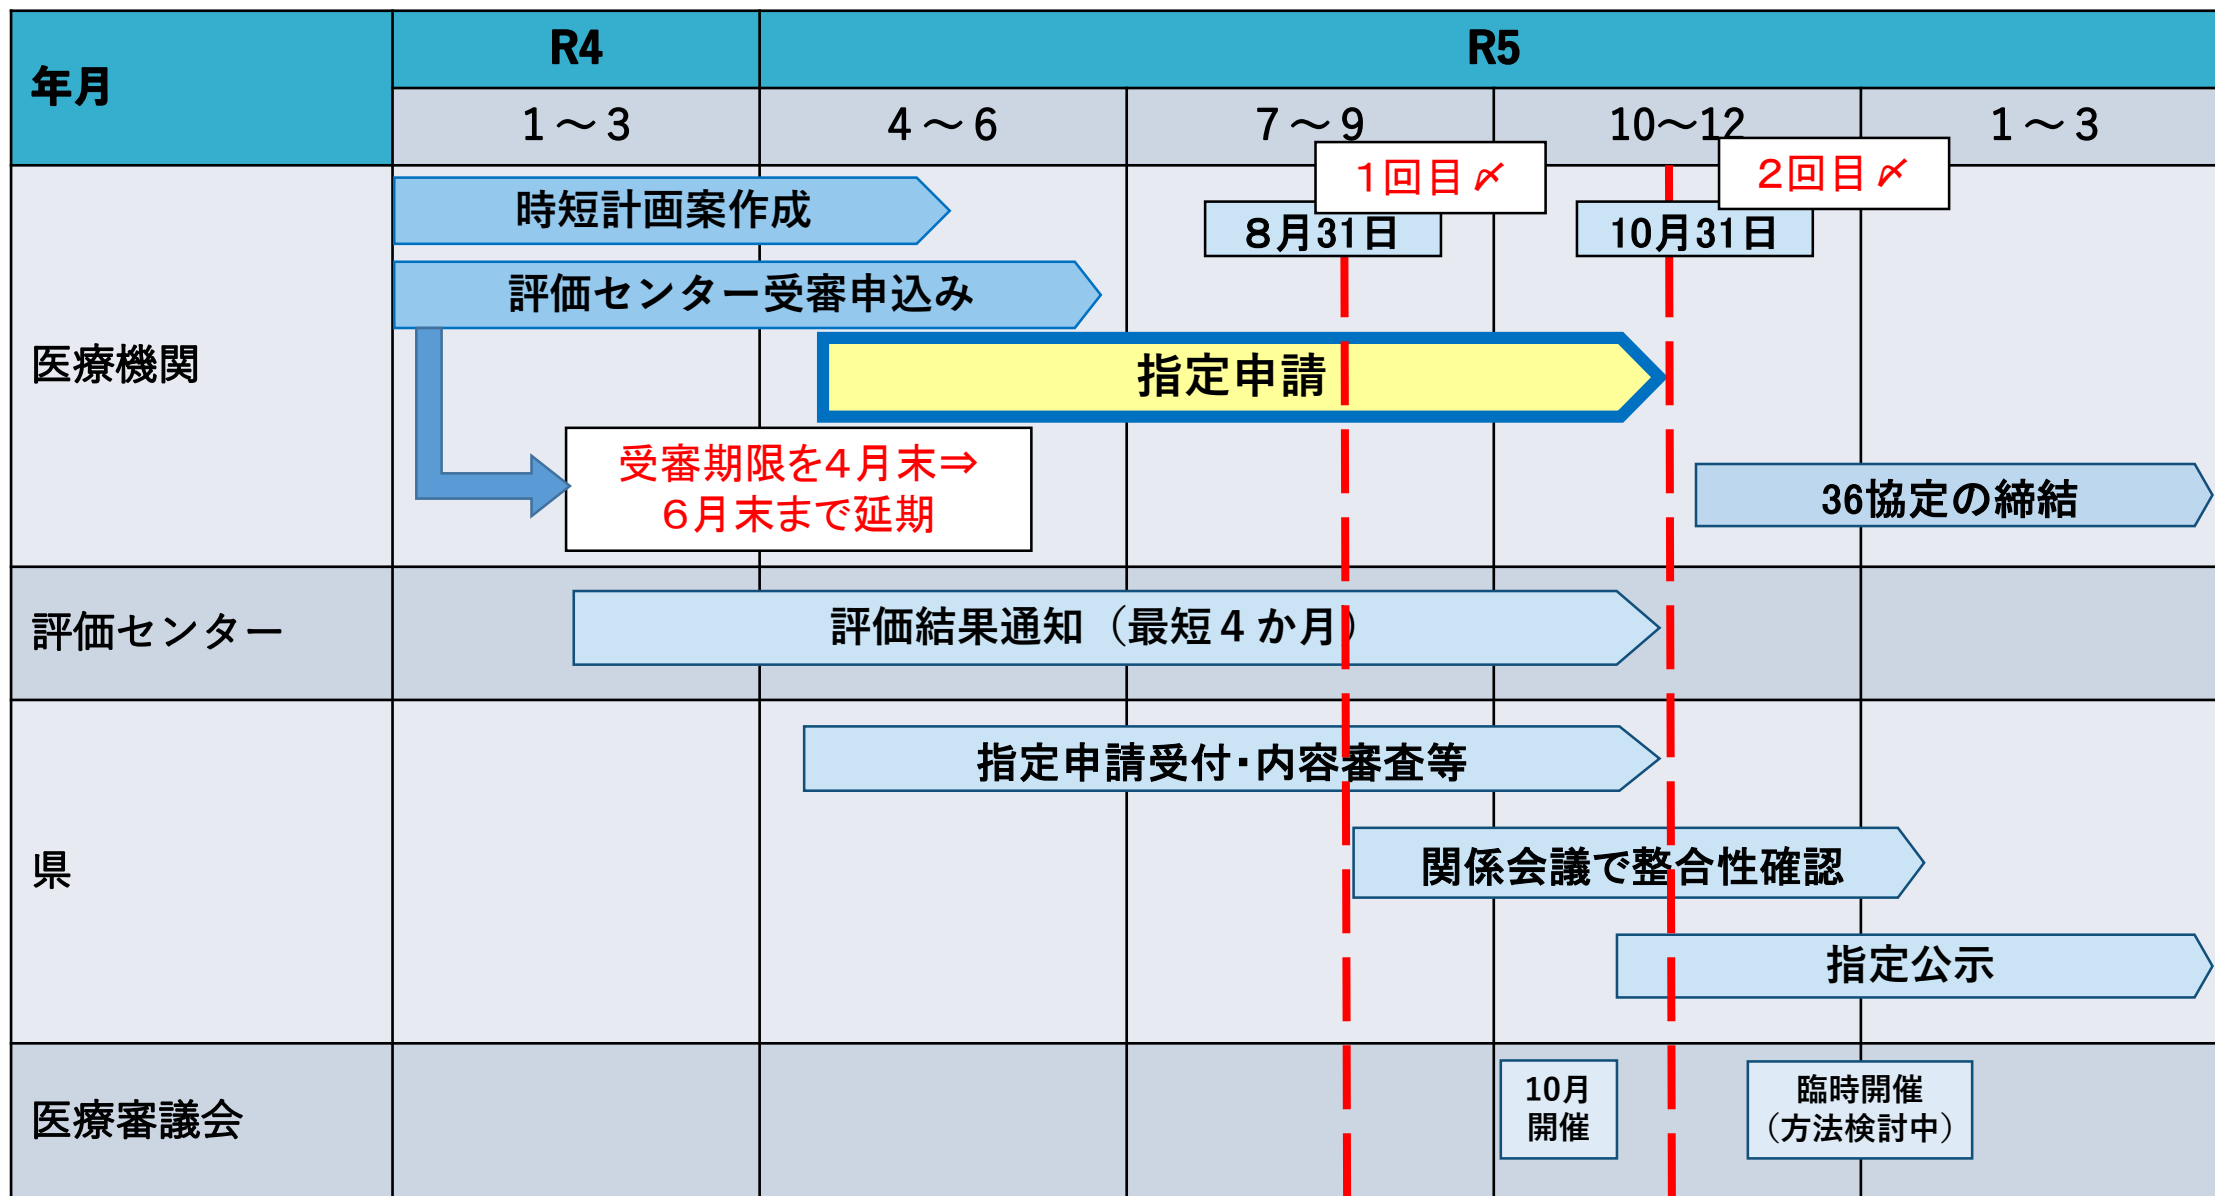 年月
R4
R5
1～3
4～6
7～9
10～12
1～3
1回目〆
2回目〆
8月31日
10月31日
医療機関
時短計画案作成
評価センター受審申込み
指定申請
受審期限を4月末⇒
6月末まで延期
36協定の締結
評価センター
評価結果通知（最短4か月）
県
指定申請受付・内容審査等
関係会議で整合性確認
指定公示
医療審議会
10月
開催
臨時開催
（方法検討中）